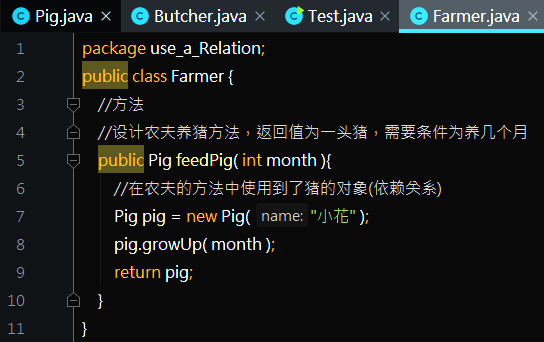 Pig.java × Butcher.java × Test.java × Farmer.java ×
1 package use_a_Relation;
2 public class Farmer {
3 //方法
4 //设计农夫养猪方法，返回值为一头猪，需要条件为养几个月
5 public Pig feedPig( int month ){
6 //在农夫的方法中使用到了猪的对象(依赖关系)
7 Pig pig = new Pig( name: "小花" );
8 pig.growUp( month );
9 return pig;
10 }
11 }